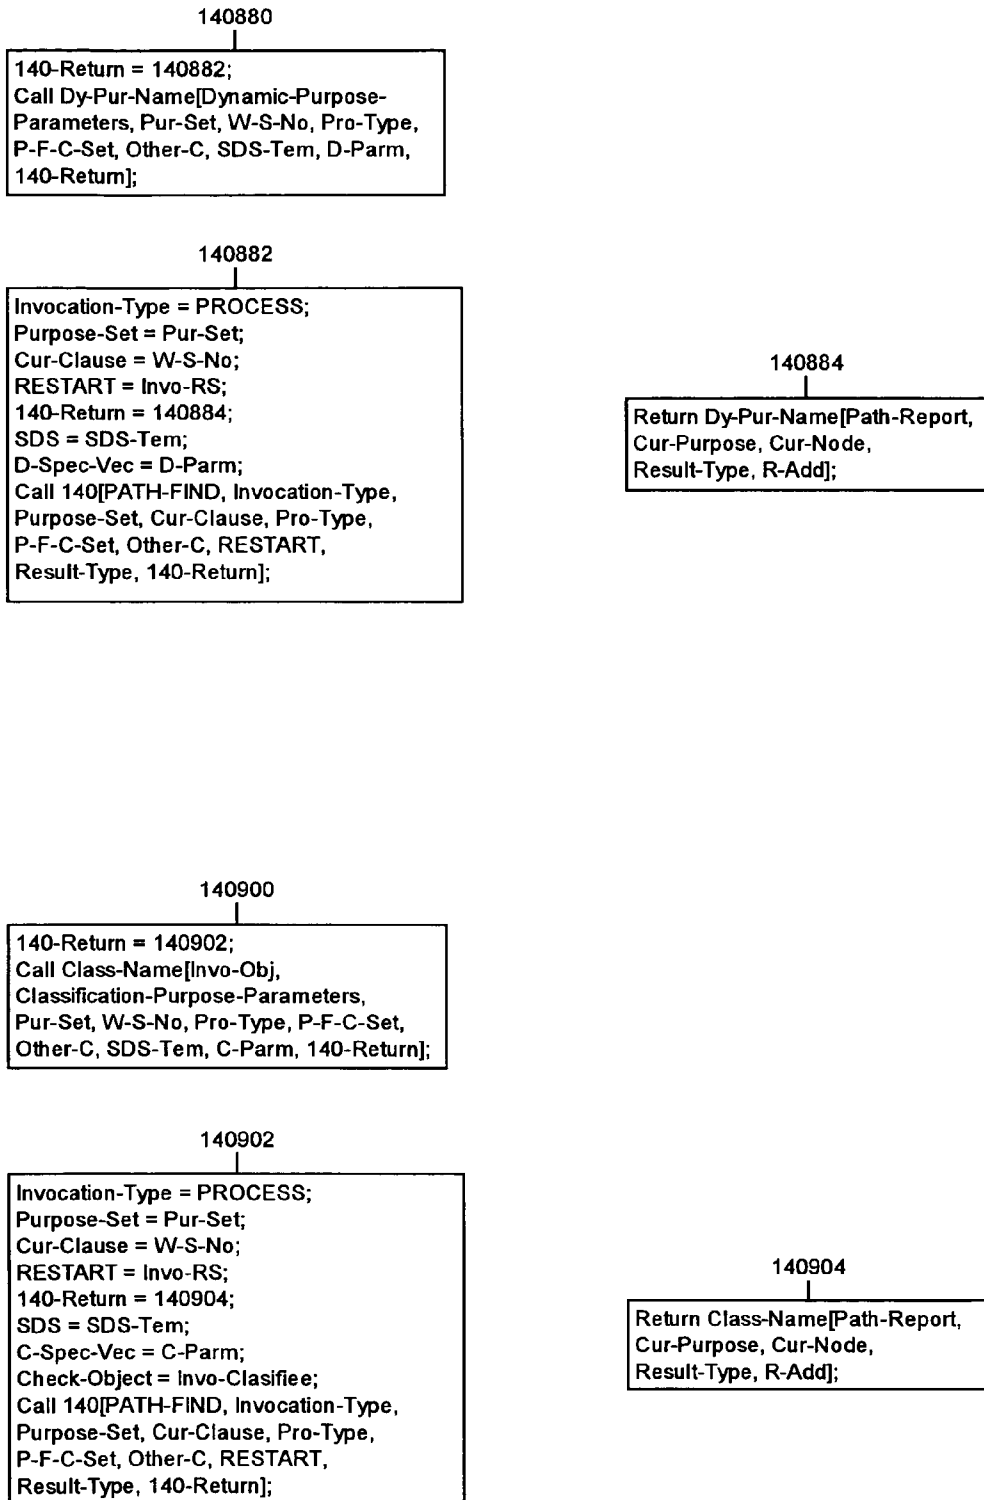 140880
140-Return = 140882;
Call Dy-Pur-Name[Dynamic-Purpose-
Parameters, Pur-Set, W-S-No, Pro-Type,
P-F-C-Set, Other-C, SDS-Tem, D-Parm,
140-Return];
140882
Invocation-Type = PROCESS;
Purpose-Set = Pur-Set;
Cur-Clause = W-S-No;
RESTART = Invo-RS;
140-Return = 140884;
SDS = SDS-Tem;
D-Spec-Vec = D-Parm;
Call 140[PATH-FIND, Invocation-Type,
Purpose-Set, Cur-Clause, Pro-Type,
P-F-C-Set, Other-C, RESTART,
Result-Type, 140-Return];
140884
Return Dy-Pur-Name[Path-Report,
Cur-Purpose, Cur-Node,
Result-Type, R-Add];
140900
140-Return = 140902;
Call Class-Name[Invo-Obj,
Classification-Purpose-Parameters,
Pur-Set, W-S-No, Pro-Type, P-F-C-Set,
Other-C, SDS-Tem, C-Parm, 140-Return];
140902
Invocation-Type = PROCESS;
Purpose-Set = Pur-Set;
Cur-Clause = W-S-No;
RESTART = Invo-RS;
140-Return = 140904;
SDS = SDS-Tem;
C-Spec-Vec = C-Parm;
Check-Object = Invo-Clasifiee;
Call 140[PATH-FIND, Invocation-Type,
Purpose-Set, Cur-Clause, Pro-Type,
P-F-C-Set, Other-C, RESTART,
Result-Type, 140-Return];
140904
Return Class-Name[Path-Report,
Cur-Purpose, Cur-Node,
Result-Type, R-Add];